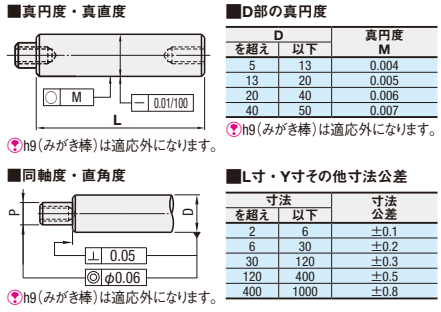 ■真円度・真直度
○ M
― 0.01/100
L
h9(みがき棒)は適応外になります。
■D部の真円度
D 真円度 M
を超え 以下
5 13 0.004
13 20 0.005
20 40 0.006
40 50 0.007
h9(みがき棒)は適応外になります。
■同軸度・直角度
P
D
⊥ 0.05
◎ φ0.06
h9(みがき棒)は適応外になります。
■L寸・Y寸その他寸法公差
寸法 寸法公差
を超え 以下
2 6 ±0.1
6 30 ±0.2
30 120 ±0.3
120 400 ±0.5
400 1000 ±0.8